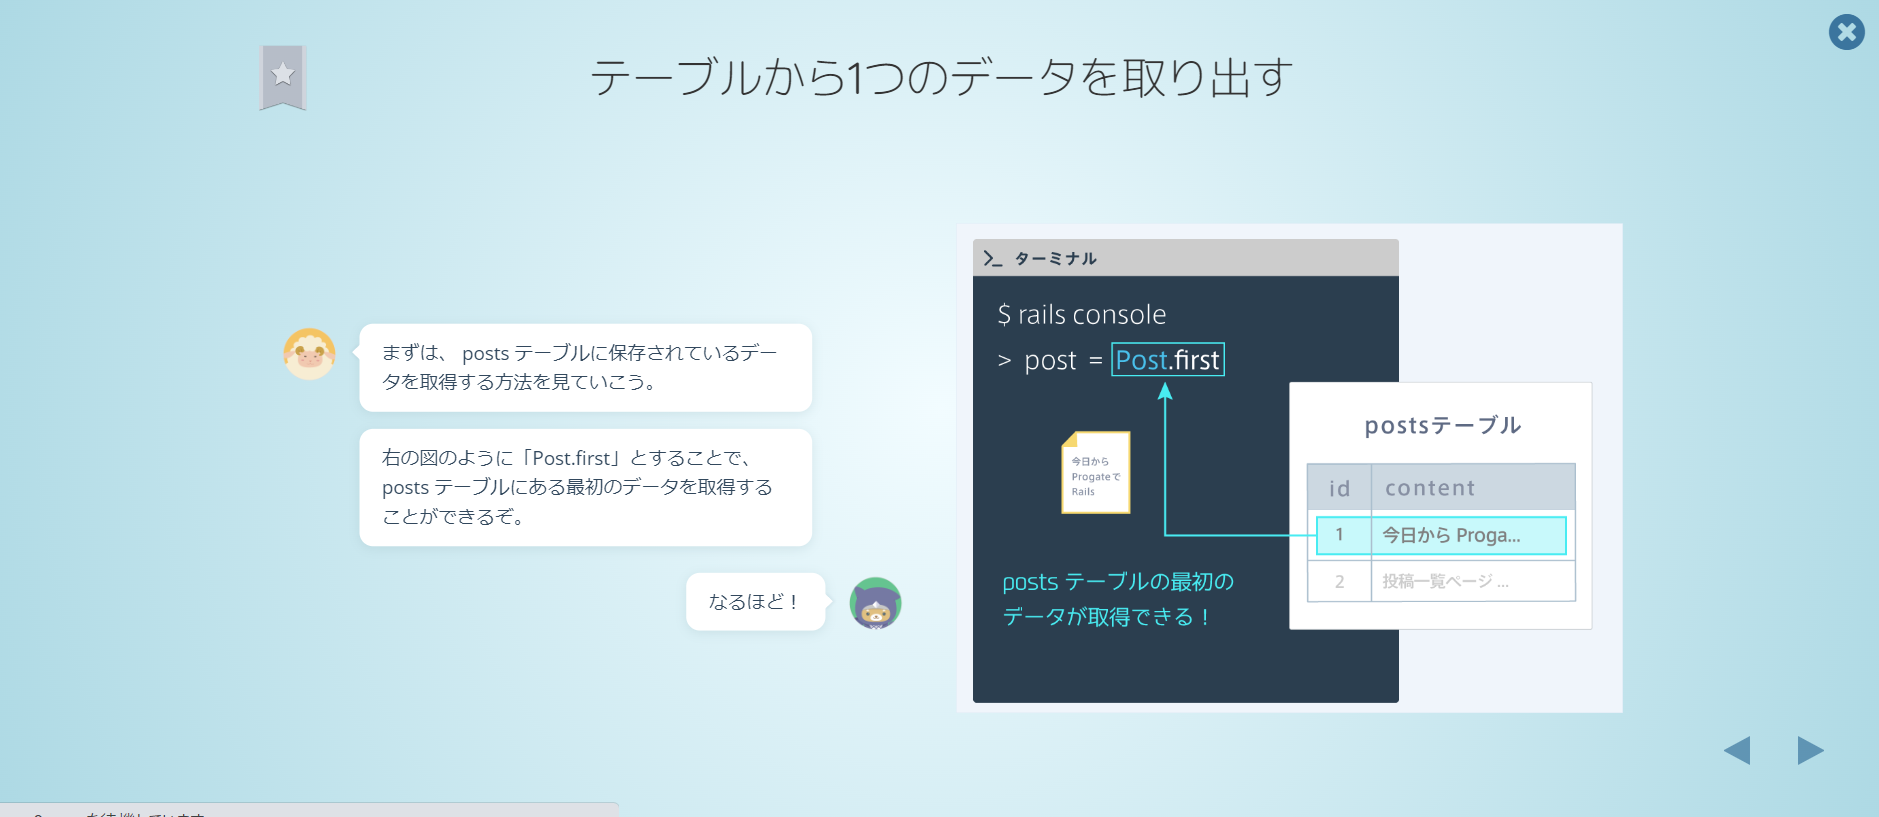 テーブルから1つのデータを取り出す
まずは、 posts テーブルに保存されているデー
タを取得する方法を見ていこう。
右の図のように「Post.first」とすることで、
posts テーブルにある最初のデータを取得する
ことができるぞ。
なるほど！
>_ ターミナル
$ rails console
> post = Post.first
今日から
Progateで
Rails
posts テーブルの最初の
データが取得できる！
postsテーブル
id content
1 今日から Proga...
2 投稿一覧ページ ...